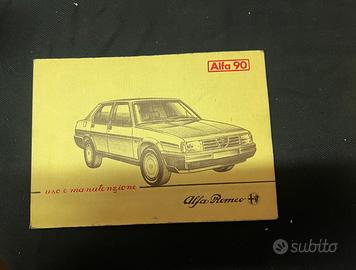 Alfa 90
uso e manutenzione
Alfa Romeo
subito